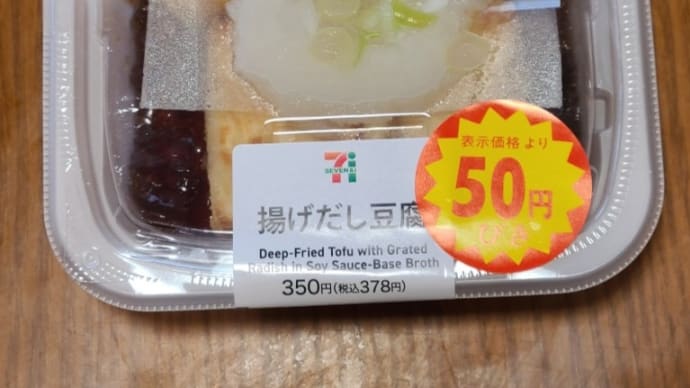 7i
SEVEN&i
揚げだし豆腐
Deep-Fried Tofu with Grated
Radish in Soy Sauce-Base Broth
350円(税込378円)
表示価格より
50円
びき